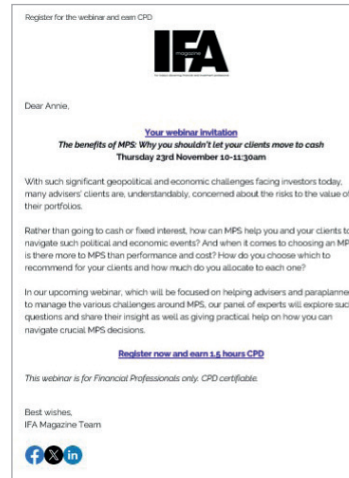 Register for the webinar and earn CPD
IFA
magazine
Dear Annie,
Your webinar invitation
The benefits of MPS: Why you shouldn't let your clients move to cash
Thursday 23rd November 10-11:30am
With such significant geopolitical and economic challenges facing investors today,
many advisers' clients are, understandably, concerned about the risks to the value of
their portfolios.
Rather than going to cash or fixed interest, how can MPS help you and your clients to
navigate such political and economic events? And when it comes to choosing an MP
is there more to MPS than performance and cost? How do you choose which to
recommend for your clients and how much do you allocate to each one?
In our upcoming webinar, which will be focused on helping advisers and paraplanne
to manage the various challenges around MPS, our panel of experts will explore suc
questions and share their insight as well as giving practical help on how you can
navigate crucial MPS decisions.
Register now and earn 1.5 hours CPD
This webinar is for Financial Professionals only. CPD certifiable.
Best wishes,
IFA Magazine Team